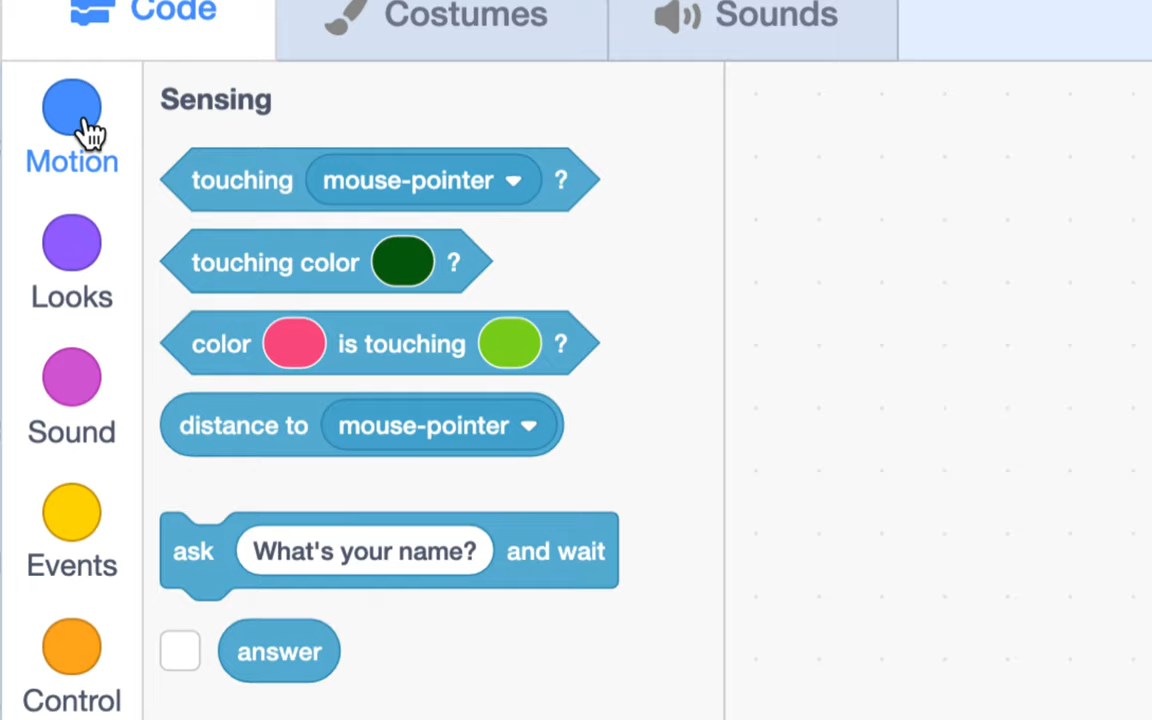 Code Costumes Sounds
Motion
Looks
Sound
Events
Control
Sensing
touching mouse-pointer ?
touching color ?
color is touching ?
distance to mouse-pointer
ask What's your name? and wait
answer